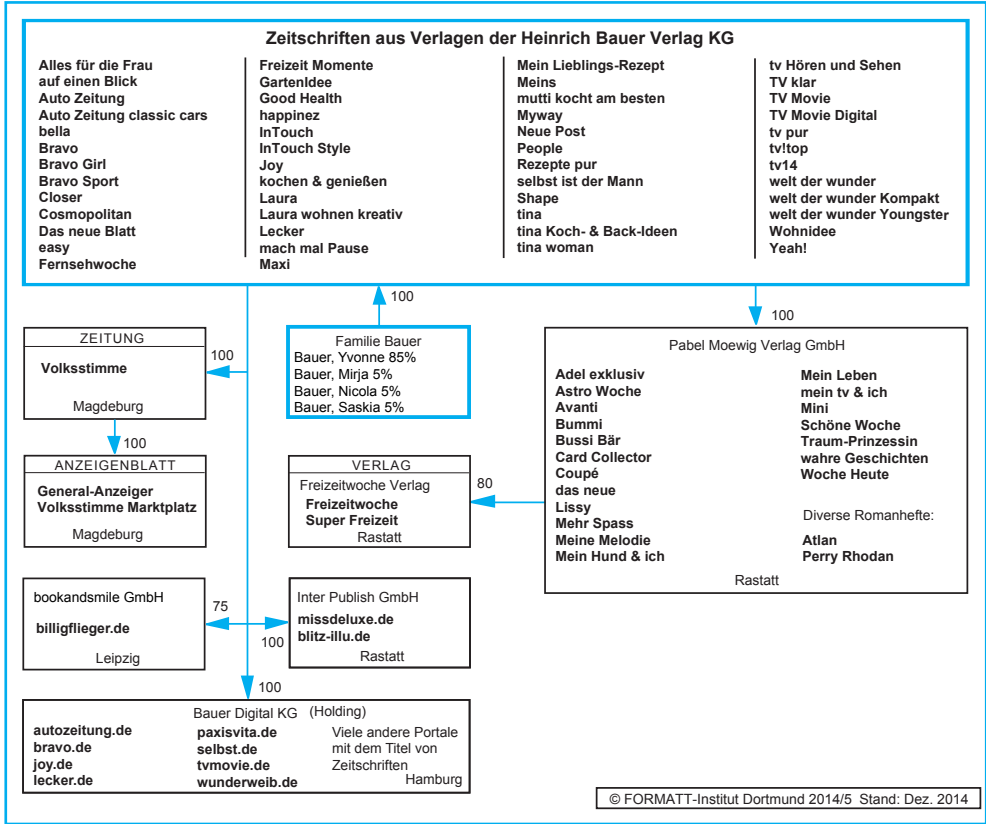 Zeitschriften aus Verlagen der Heinrich Bauer Verlag KG
Alles für die Frau
auf einen Blick
Auto Zeitung
Auto Zeitung classic cars
bella
Bravo
Bravo Girl
Bravo Sport
Closer
Cosmopolitan
Das neue Blatt
easy
Fernsehwoche
Freizeit Momente
GartenIdee
Good Health
happinez
InTouch
InTouch Style
Joy
kochen & genießen
Laura
Laura wohnen kreativ
Lecker
mach mal Pause
Maxi
Mein Lieblings-Rezept
Meins
mutti kocht am besten
Myway
Neue Post
People
Rezepte pur
selbst ist der Mann
Shape
tina
tina Koch- & Back-Ideen
tina woman
tv Hören und Sehen
TV klar
TV Movie
TV Movie Digital
tv pur
tv!top
tv14
welt der wunder
welt der wunder Kompakt
welt der wunder Youngster
Wohnidee
Yeah!
100
100
ZEITUNG
Volksstimme
Magdeburg
100
Familie Bauer
Bauer, Yvonne 85%
Bauer, Mirja 5%
Bauer, Nicola 5%
Bauer, Saskia 5%
Pabel Moewig Verlag GmbH
Adel exklusiv
Astro Woche
Avanti
Bummi
Bussi Bär
Card Collector
Coupé
das neue
Lissy
Mehr Spass
Meine Melodie
Mein Hund & ich
Mein Leben
mein tv & ich
Mini
Schöne Woche
Traum-Prinzessin
wahre Geschichten
Woche Heute
Diverse Romanhefte:
Atlan
Perry Rhodan
Rastatt
100
ANZEIGENBLATT
General-Anzeiger
Volksstimme Marktplatz
Magdeburg
VERLAG
Freizeitwoche Verlag
Freizeitwoche
Super Freizeit
Rastatt
80
bookandsmile GmbH
billigflieger.de
Leipzig
75
100
Inter Publish GmbH
missdeluxe.de
blitz-illu.de
Rastatt
100
Bauer Digital KG (Holding)
autozeitung.de
bravo.de
joy.de
lecker.de
paxisvita.de
selbst.de
tvmovie.de
wunderweib.de
Viele andere Portale
mit dem Titel von
Zeitschriften
Hamburg
© FORMATT-Institut Dortmund 2014/5 Stand: Dez. 2014